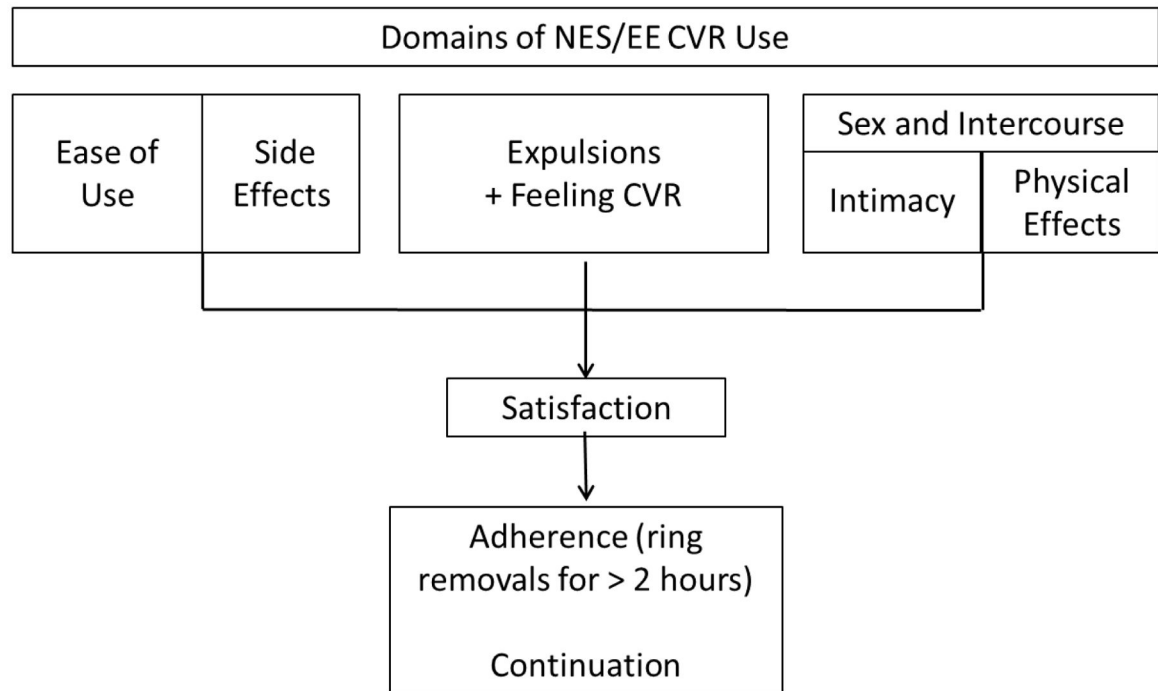 Domains of NES/EE CVR Use
Ease of
Use
Side
Effects
Expulsions
+ Feeling CVR
Sex and Intercourse
Intimacy
Physical
Effects
Satisfaction
Adherence (ring
removals for > 2 hours)
Continuation